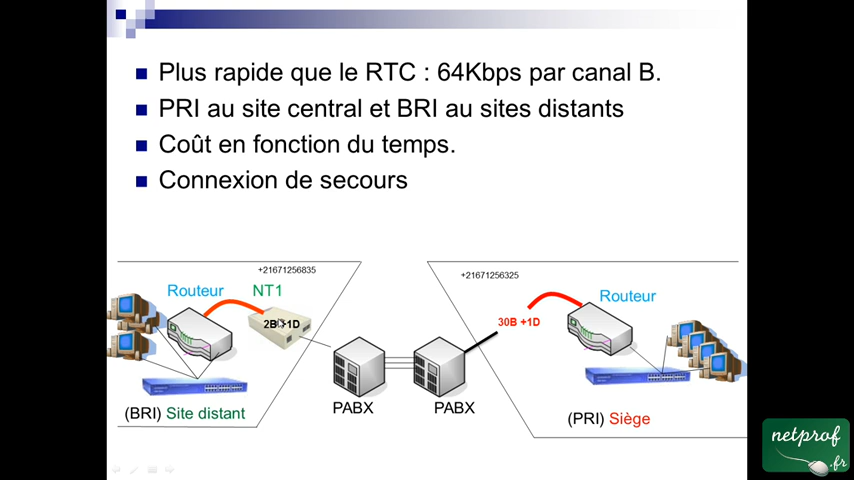 Plus rapide que le RTC : 64Kbps par canal B.
PRI au site central et BRI au sites distants
Coût en fonction du temps.
Connexion de secours
+21671256835
+21671256325
Routeur
NT1
Routeur
2B +1D
30B +1D
PABX
PABX
(BRI) Site distant
(PRI) Siège
netprof
.fr